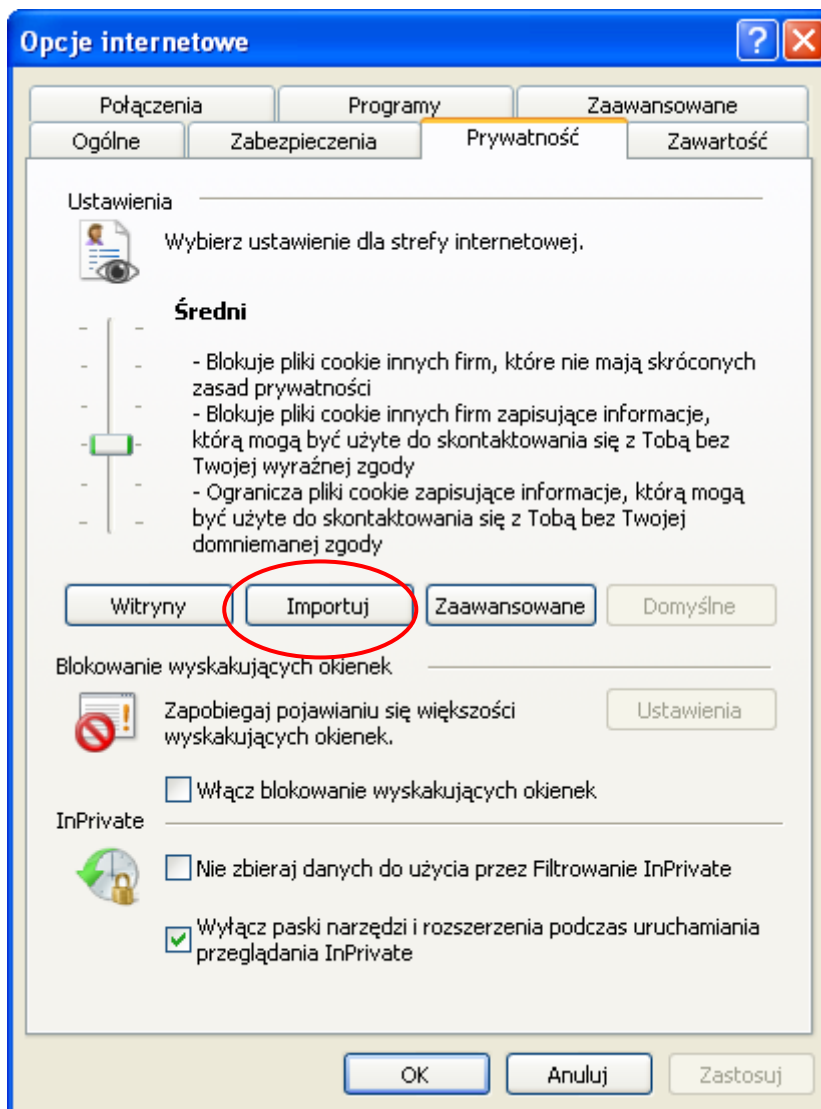 Opcje internetowe
Połączenia Programy Zaawansowane
Ogólne Zabezpieczenia Prywatność Zawartość
Ustawienia
Wybierz ustawienie dla strefy internetowej.
Średni
- Blokuje pliki cookie innych firm, które nie mają skróconych
zasad prywatności
- Blokuje pliki cookie innych firm zapisujące informacje,
którą mogą być użyte do skontaktowania się z Tobą bez
Twojej wyraźnej zgody
- Ogranicza pliki cookie zapisujące informacje, którą mogą
być użyte do skontaktowania się z Tobą bez Twojej
domniemanej zgody
Witryny Importuj Zaawansowane Domyślne
Blokowanie wyskakujących okienek
Zapobiegaj pojawianiu się większości
wyskakujących okienek.
Ustawienia
Włącz blokowanie wyskakujących okienek
InPrivate
Nie zbieraj danych do użycia przez Filtrowanie InPrivate
Wyłącz paski narzędzi i rozszerzenia podczas uruchamiania
przeglądania InPrivate
OK Anuluj Zastosuj